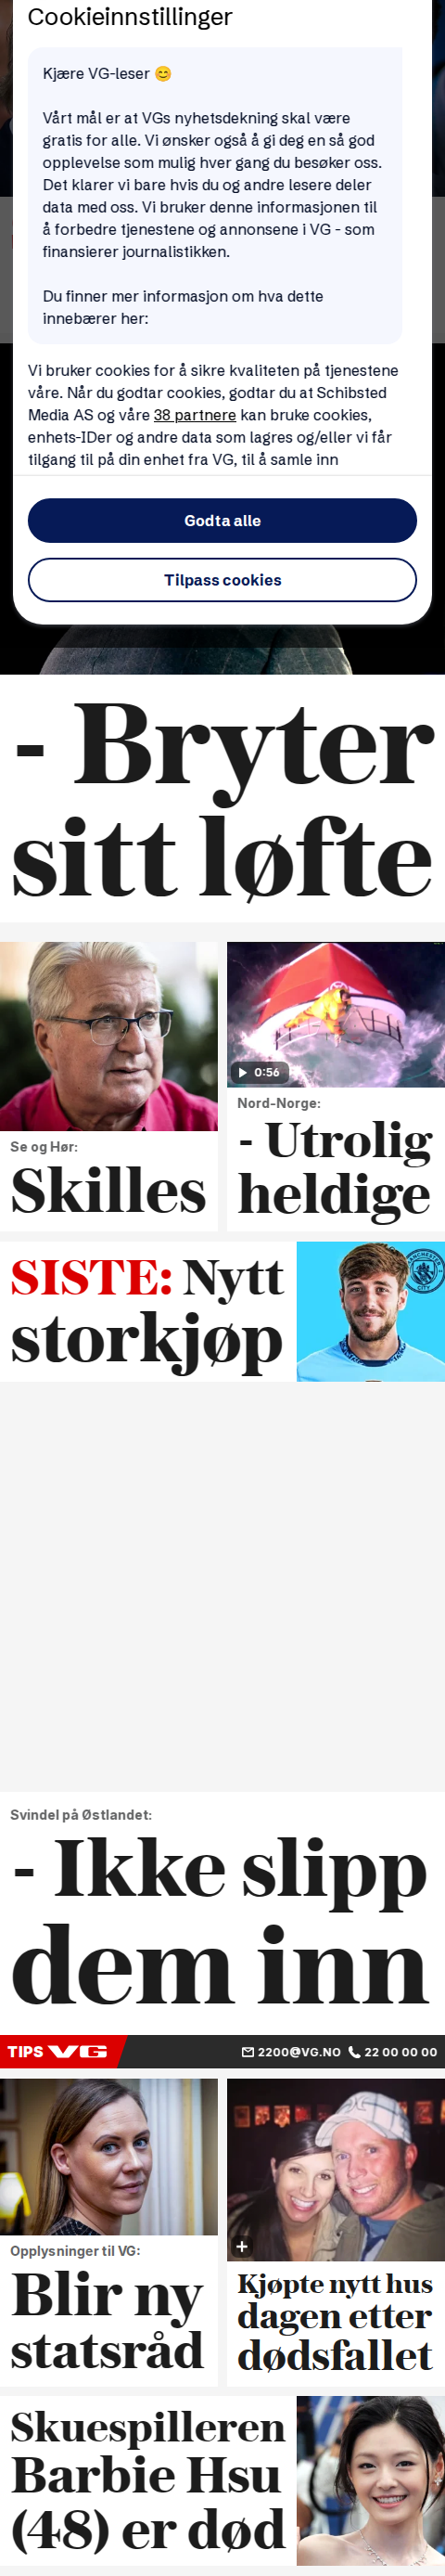 Cookieinnstillinger
Kjære VG-leser 😊
Vårt mål er at VGs nyhetsdekning skal være
gratis for alle. Vi ønsker også å gi deg en så god
opplevelse som mulig hver gang du besøker oss.
Det klarer vi bare hvis du og andre lesere deler
data med oss. Vi bruker denne informasjonen til
å forbedre tjenestene og annonsene i VG - som
finansierer journalistikken.
Du finner mer informasjon om hva dette
innebærer her:
Vi bruker cookies for å sikre kvaliteten på tjenestene
våre. Når du godtar cookies, godtar du at Schibsted
Media AS og våre 38 partnere kan bruke cookies,
enhets-IDer og andre data som lagres og/eller vi får
tilgang til på din enhet fra VG, til å samle inn
Godta alle
Tilpass cookies
- Bryter
sitt løfte
0:56
Se og Hør:
Skilles
Nord-Norge:
- Utrolig
heldige
SISTE: Nytt
storkjøp
MANCHESTER
CITY
Svindel på Østlandet:
- Ikke slipp
dem inn
TIPS VG 2200@VG.NO 22 00 00 00
Opplysninger til VG:
Blir ny
statsråd
Kjøpte nytt hus
dagen etter
dødsfallet
Skuespilleren
Barbie Hsu
(48) er død